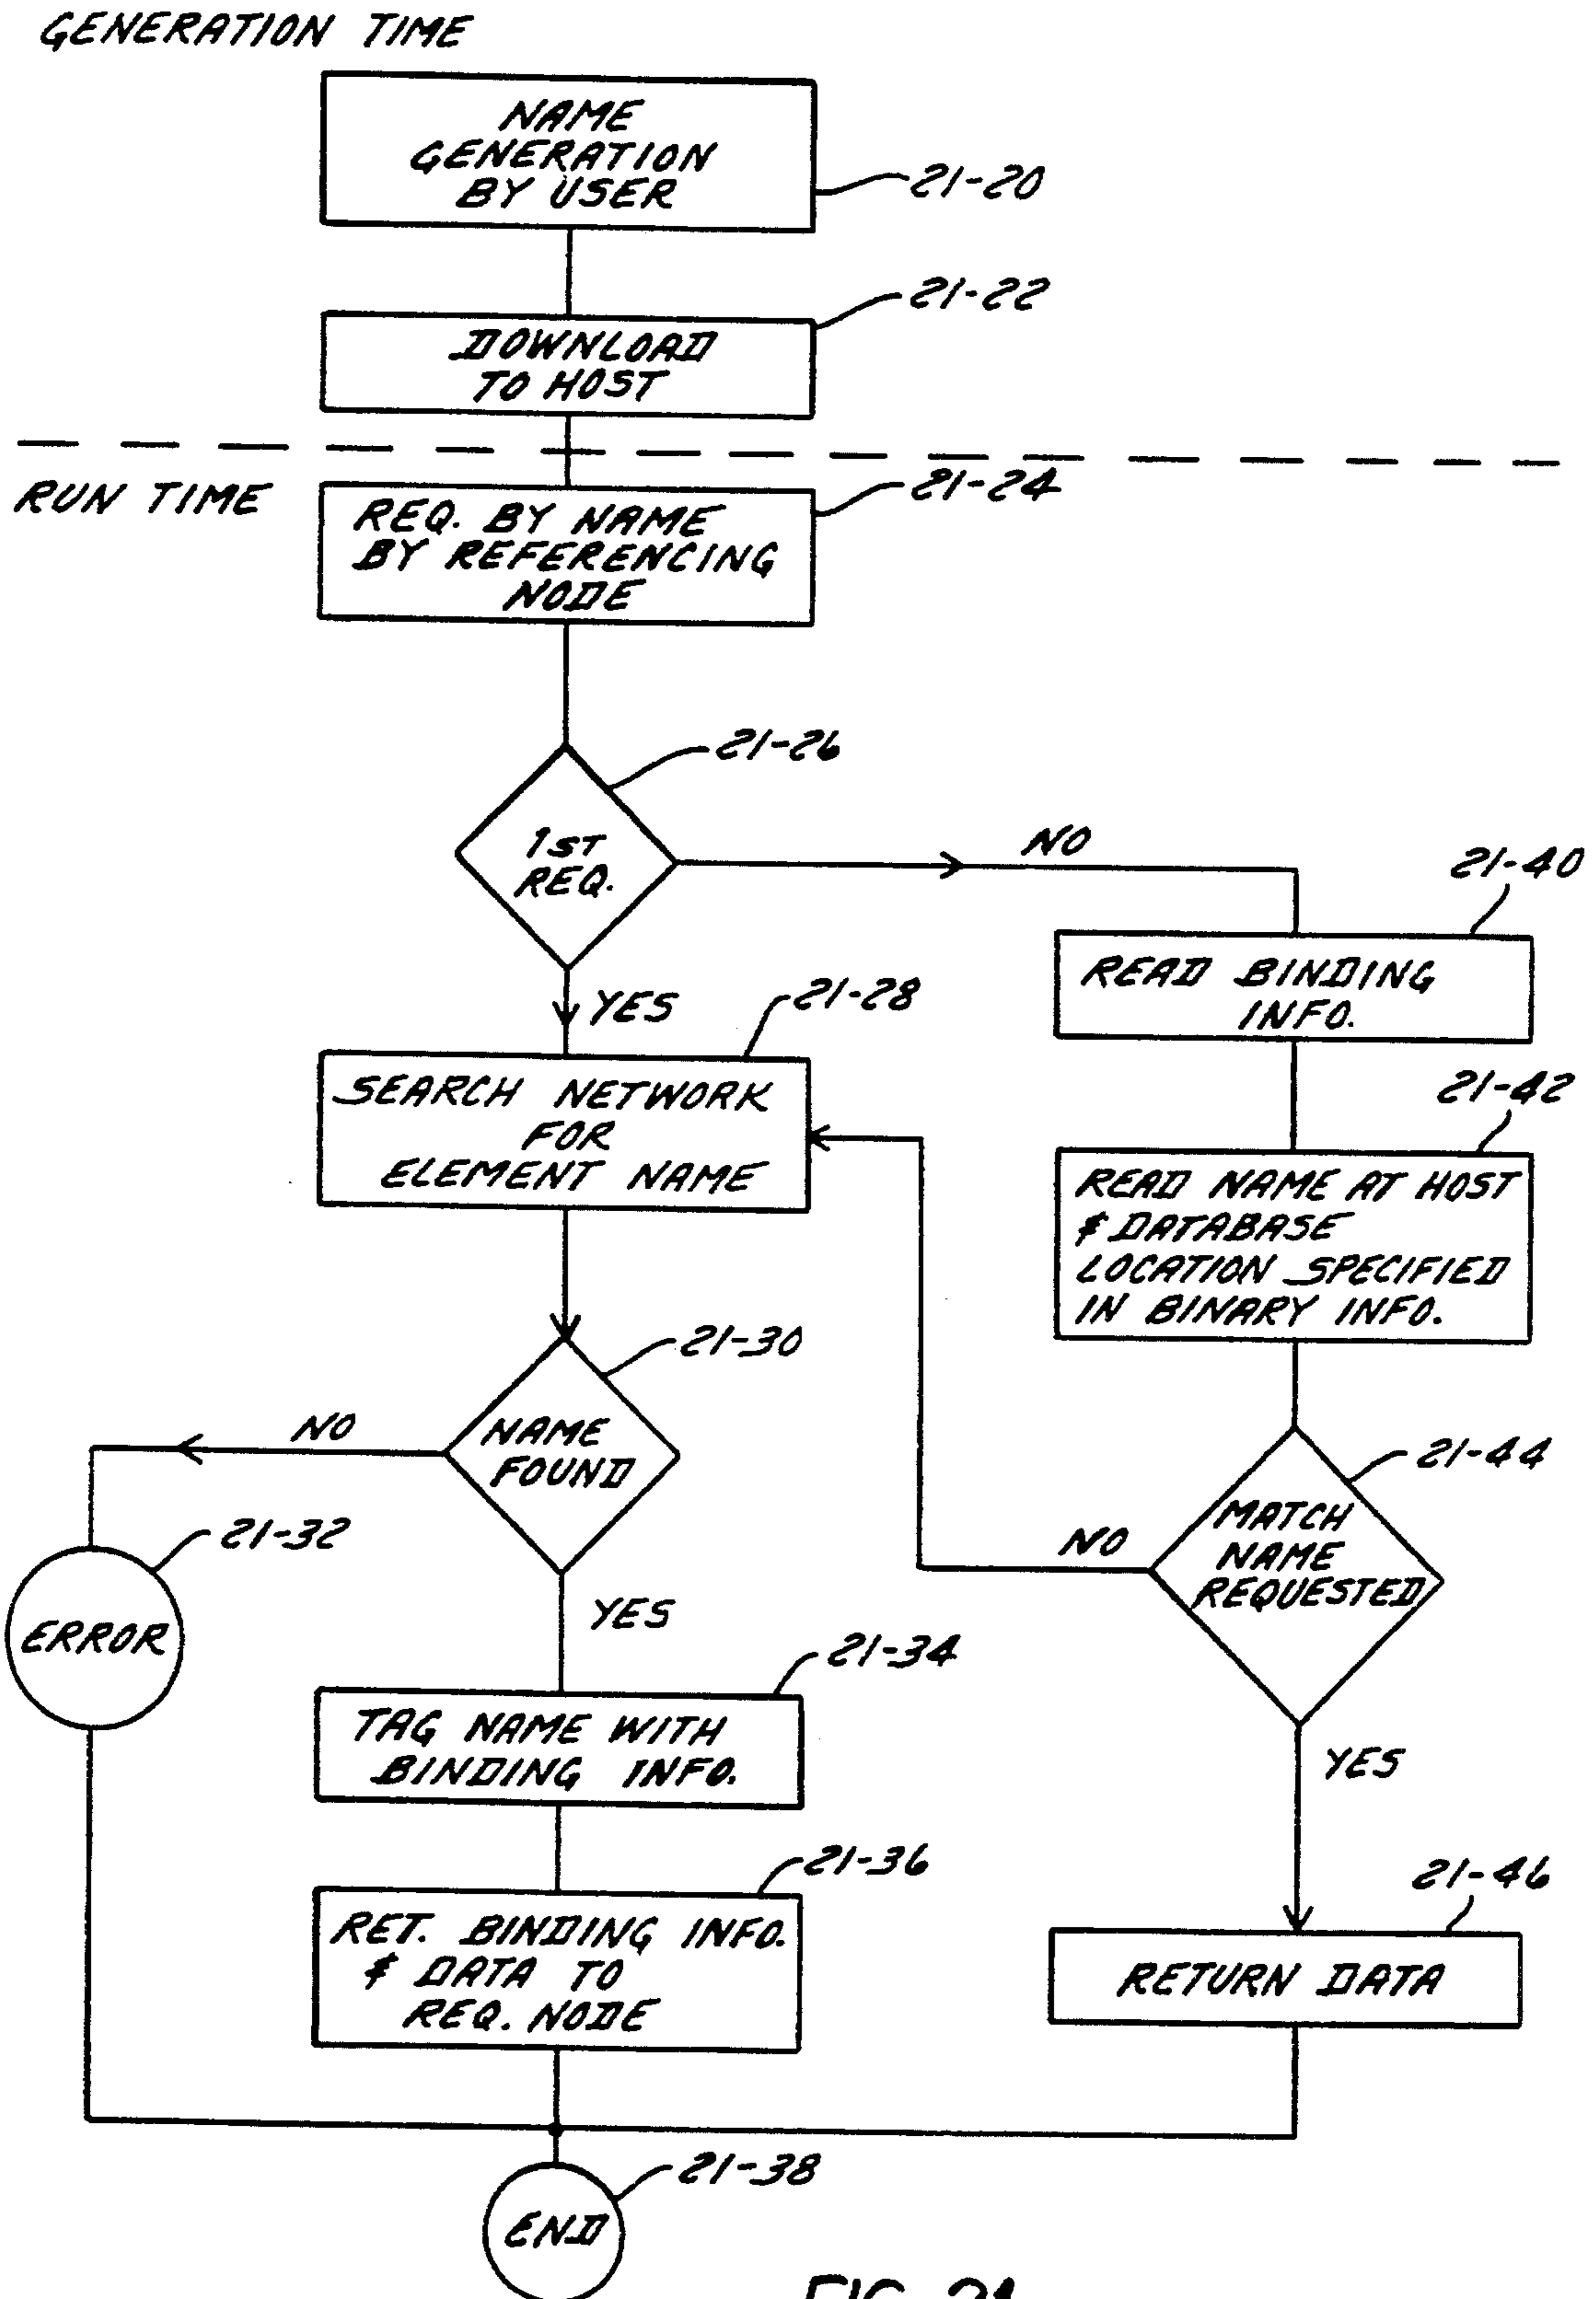 GENERATION TIME
NAME
GENERATION
BY USER
21-20
21-22
DOWNLOAD
TO HOST
RUN TIME
21-24
REQ. BY NAME
BY REFERENCING
NODE
21-26
1ST
REQ.
NO
21-40
READ BINDING
INFO.
YES
21-28
SEARCH NETWORK
FOR
ELEMENT NAME
21-42
READ NAME AT HOST
& DATABASE
LOCATION SPECIFIED
IN BINARY INFO.
21-30
NAME
FOUND
NO
21-32
ERROR
21-44
MATCH
NAME
REQUESTED
NO
YES
21-34
TAG NAME WITH
BINDING INFO.
YES
21-36
RET. BINDING INFO.
& DATA TO
REQ. NODE
21-46
RETURN DATA
21-38
END
FIG. 21